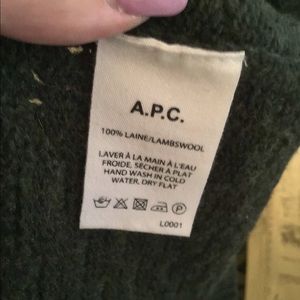 A.P.C.
100% LAINE/LAMBSWOOL
LAVER À LA MAIN À L'EAU
FROIDE, SÉCHER À PLAT
HAND WASH IN COLD
WATER, DRY FLAT
L0001